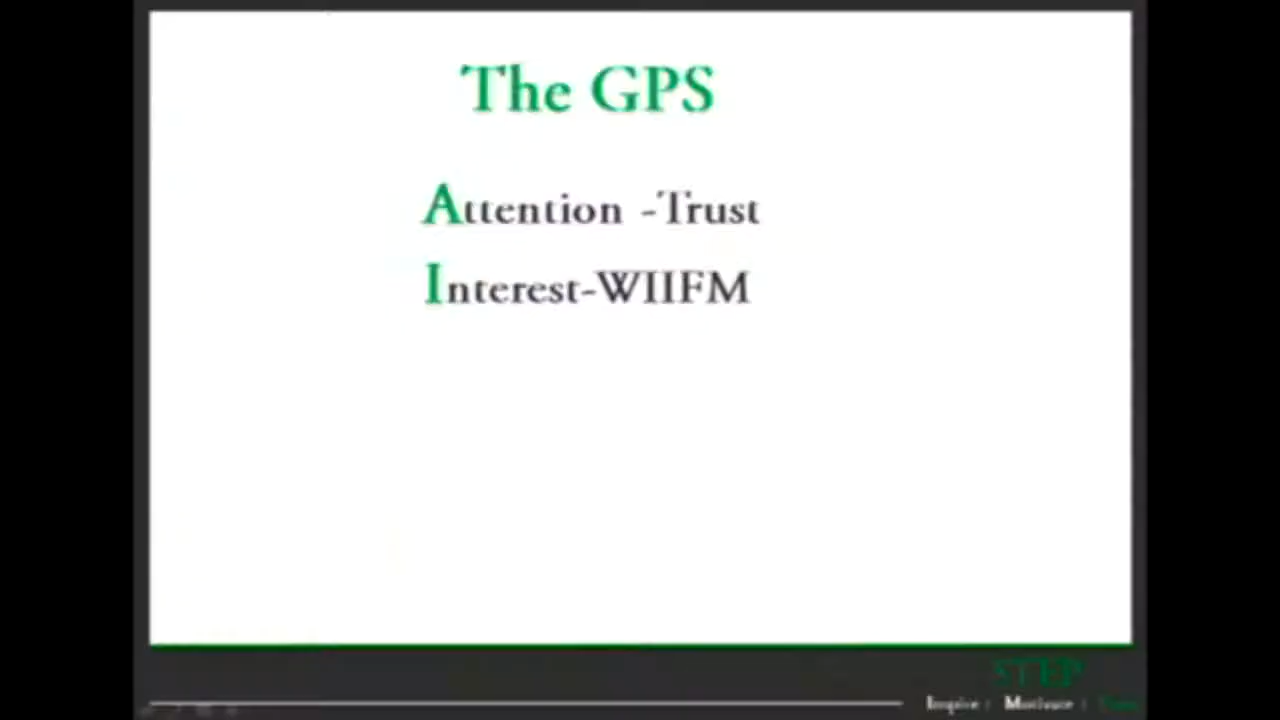 The GPS
Attention -Trust
Interest-WIIFM
STEP
Inspire : Motivate :